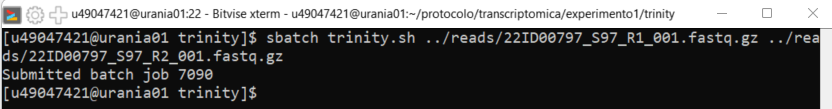 u49047421@urania01:22 - Bitvise xterm - u49047421@urania01:~/protocolo/transcriptomica/experimento1/trinity
[u49047421@urania01 trinity]$ sbatch trinity.sh ../reads/22ID00797_S97_R1_001.fastq.gz ../rea
ds/22ID00797_S97_R2_001.fastq.gz
Submitted batch job 7090
[u49047421@urania01 trinity]$